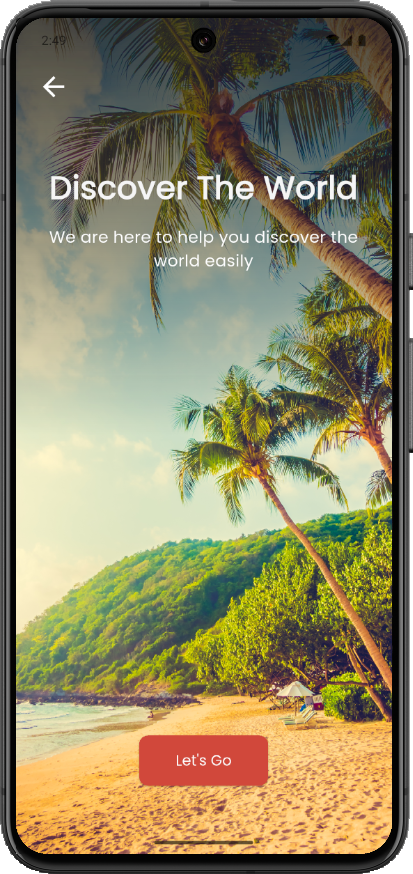 2:49
Discover The World
We are here to help you discover the
world easily
Let's Go